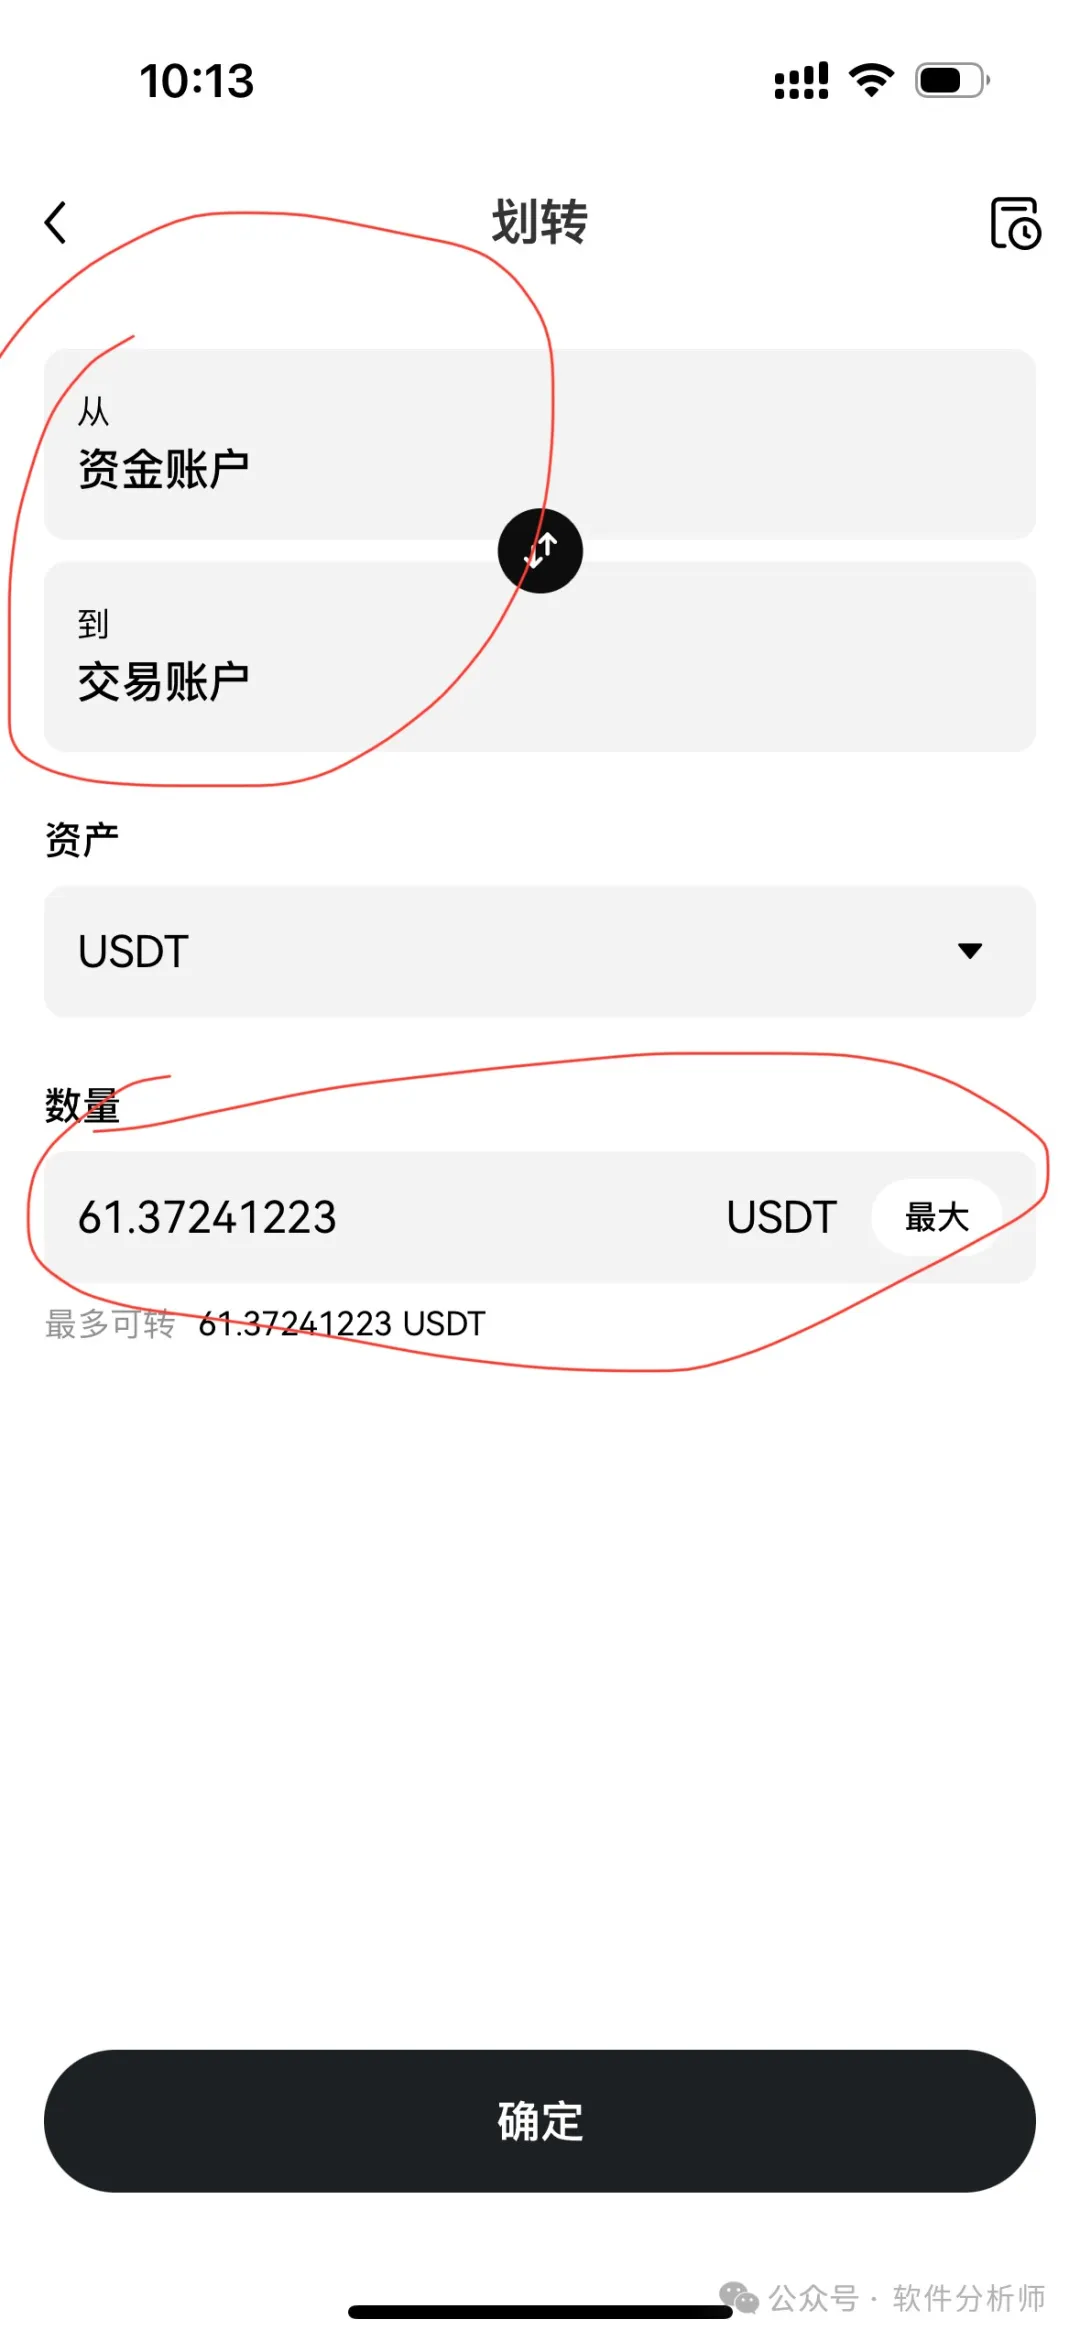 10:13
划转
从
资金账户
到
交易账户
资产
USDT
数量
61.37241223 USDT 最大
最多可转 61.37241223 USDT
确定
公众号 · 软件分析师